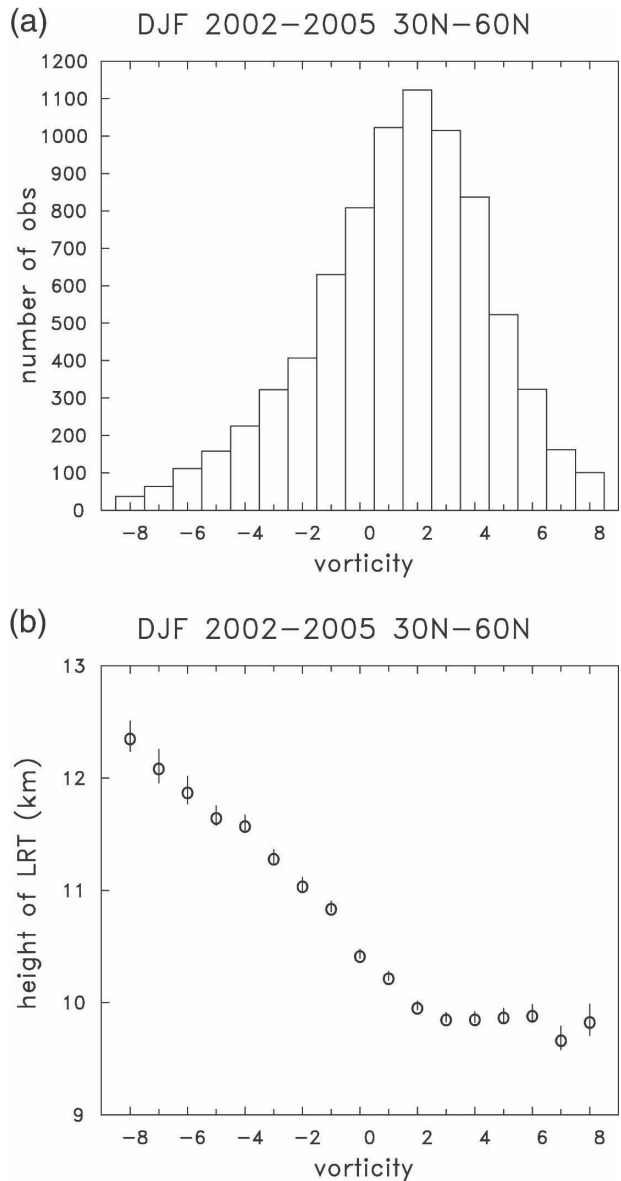 (a) DJF 2002−2005 30N−60N
1200
1100
1000
900
800
700
600
500
400
300
200
100
0
number of obs
−8 −6 −4 −2 0 2 4 6 8
vorticity
(b) DJF 2002−2005 30N−60N
13
12
11
10
9
height of LRT (km)
−8 −6 −4 −2 0 2 4 6 8
vorticity